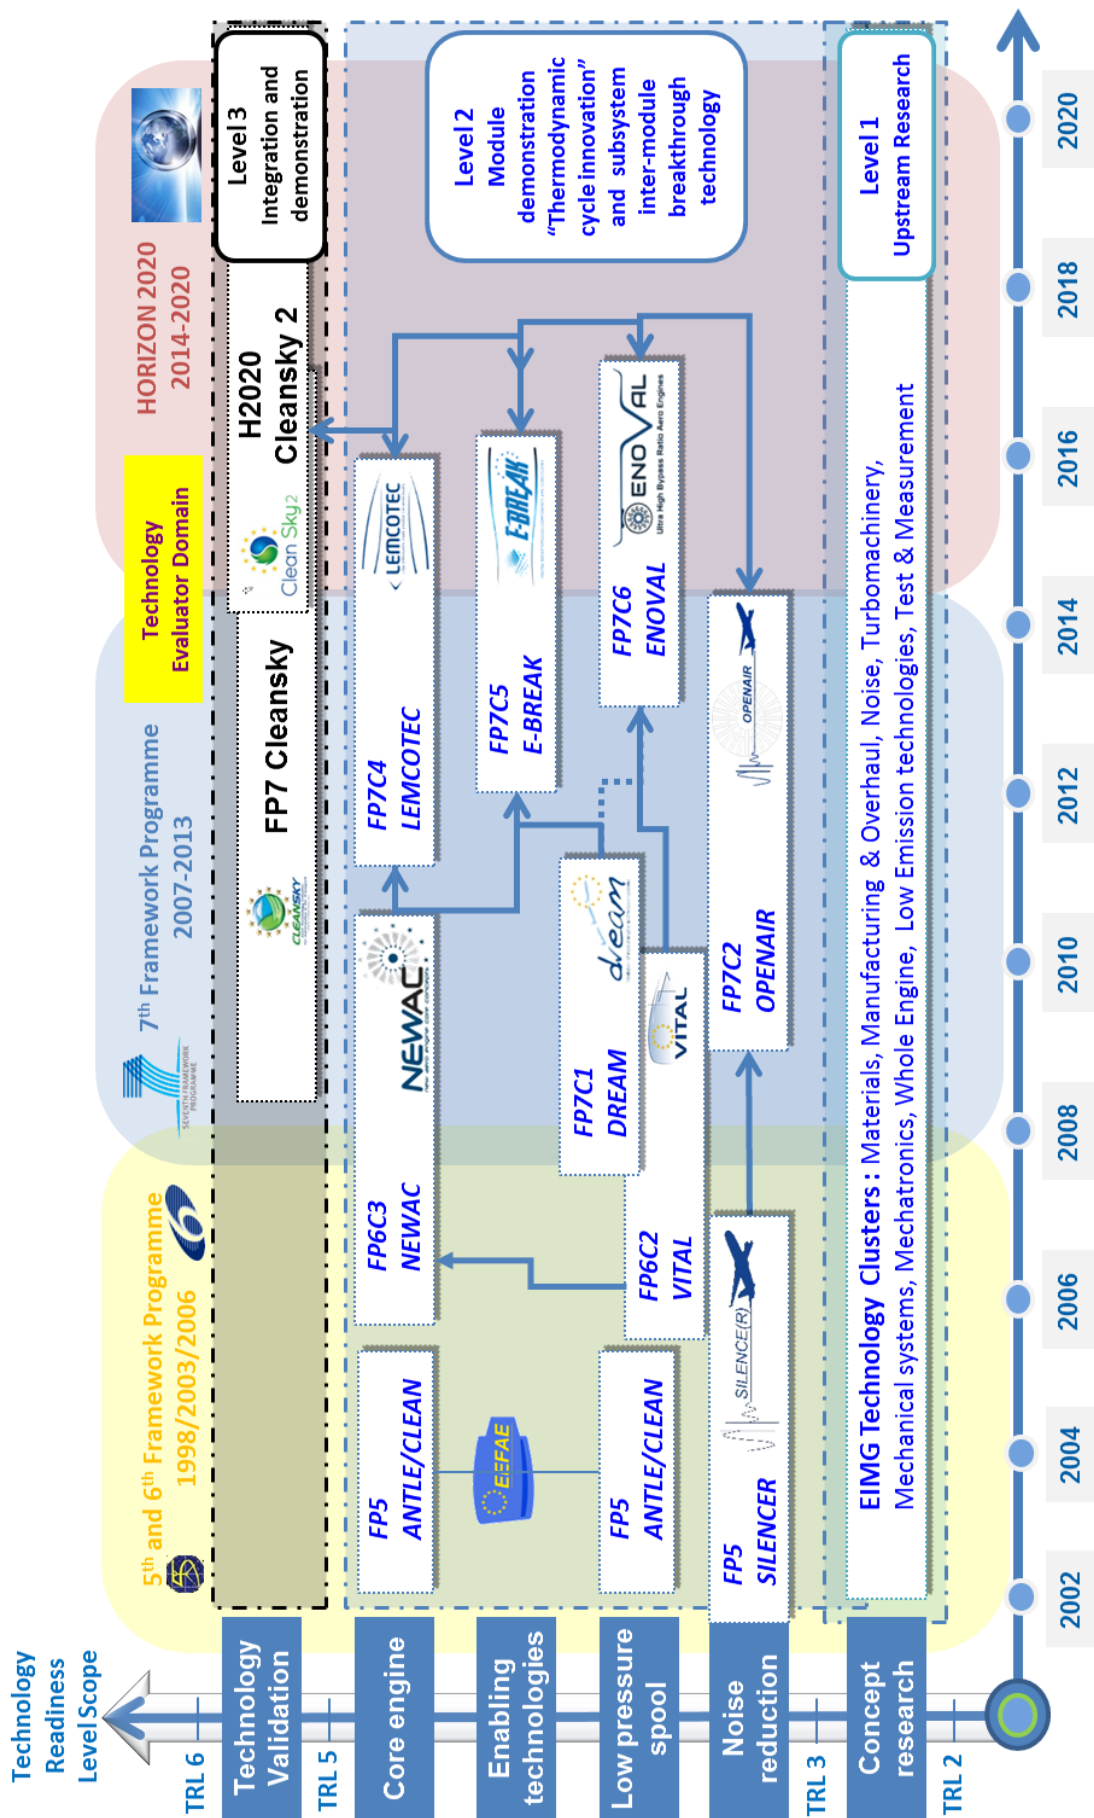 Technology
Readiness
Level Scope
TRL 6
Technology
Validation
TRL 5
Core engine
Enabling
technologies
Low pressure
spool
Noise
reduction
TRL 3
Concept
research
TRL 2
5th and 6th Framework Programme
1998/2003/2006
6
7th Framework Programme
2007-2013
SEVENTH FRAMEWORK
PROGRAMME
Technology
Evaluator Domain
HORIZON 2020
2014-2020
FP7 Cleansky
CLEANSKY
H2020
Cleansky 2
Clean Sky2
Level 3
Integration and
demonstration
FP5
ANTLE/CLEAN
FP6C3
NEWAC
NEWAC
FP7C4
LEMCOTEC
LEMCOTEC
EEFAE
FP7C5
E-BREAK
E-BREAK
Level 2
Module
demonstration
“Thermodynamic
cycle innovation”
and subsystem
inter-module
breakthrough
technology
FP5
ANTLE/CLEAN
FP7C1
DREAM
dream
FP6C2
VITAL
VITAL
FP7C6
ENOVAL
ENOVAL
Ultra High Bypass Ratio Aero Engines
FP5
SILENCER
SILENCE(R)
FP7C2
OPENAIR
OPENAIR
EIMG Technology Clusters : Materials, Manufacturing & Overhaul, Noise, Turbomachinery,
Mechanical systems, Mechatronics, Whole Engine, Low Emission technologies, Test & Measurement
Level 1
Upstream Research
2002
2004
2006
2008
2010
2012
2014
2016
2018
2020